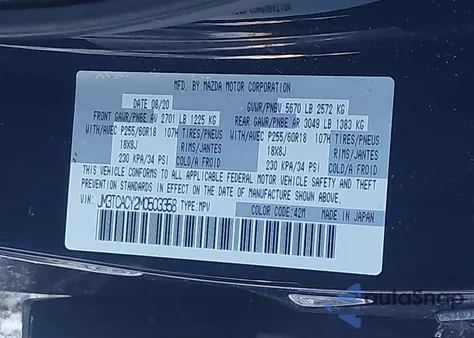 MFD. BY MAZDA MOTOR CORPORATION
DATE 08/20 GVWR/PNBV 5670 LB 2572 KG
FRONT GAWR/PNBE AV 2701 LB 1225 KG REAR GAWR/PNBE AR 3049 LB 1383 KG
WITH/AVEC P255/60R18 107H TIRES/PNEUS WITH/AVEC P255/60R18 107H TIRES/PNEUS
18X8J RIMS/JANTES 18X8J RIMS/JANTES
230 KPA/34 PSI COLD/A FROID 230 KPA/34 PSI COLD/A FROID
THIS VEHICLE CONFORMS TO ALL APPLICABLE FEDERAL MOTOR VEHICLE SAFETY AND THEFT
PREVENTION STANDARDS IN EFFECT ON THE DATE OF MANUFACTURE SHOWN ABOVE.
VIN: JM3TCACY2M0503358 TYPE:MPV COLOR CODE:42M MADE IN JAPAN
autoSnap